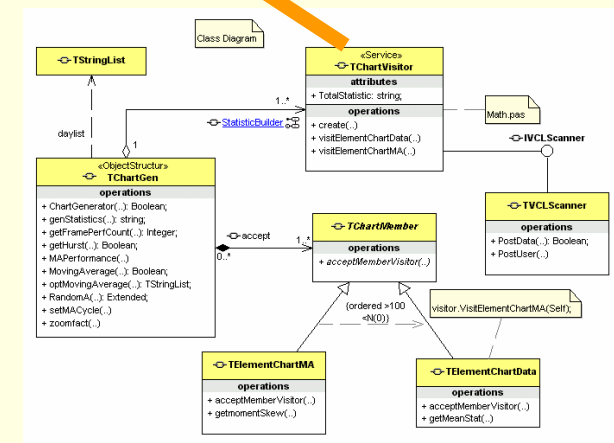 Class Diagram
TStringList
«Service»
TChartVisitor
attributes
+ TotalStatistic: string;
operations
+ create(..)
+ visitElementChartData(..)
+ visitElementChartMA(..)
Math.pas
1..*
StatisticBuilder
IVCLScanner
daylist
1
«ObjectStructur»
TChartGen
operations
+ ChartGenerator(..): Boolean;
+ genStatistics(..): string;
+ getFramePerfCount(..): Integer;
+ getHurst(..): Boolean;
+ MAPerformance(..)
+ MovingAverage(..): Boolean;
+ optMovingAverage(..): TStringList;
+ RandomA(..): Extended;
+ setMACycle(..)
+ zoomfact(..)
TVCLScanner
operations
+ PostData(..): Boolean;
+ PostUser(..)
accept
0..*
1..*
TChartMember
operations
+ acceptMemberVisitor(..)
{ordered >100
<N(0)}
visitor.VisitElementChartMA(Self);
TElementChartMA
operations
+ acceptMemberVisitor(..)
+ getmomentSkew(..)
TElementChartData
operations
+ acceptMemberVisitor(..)
+ getMeanStat(..)